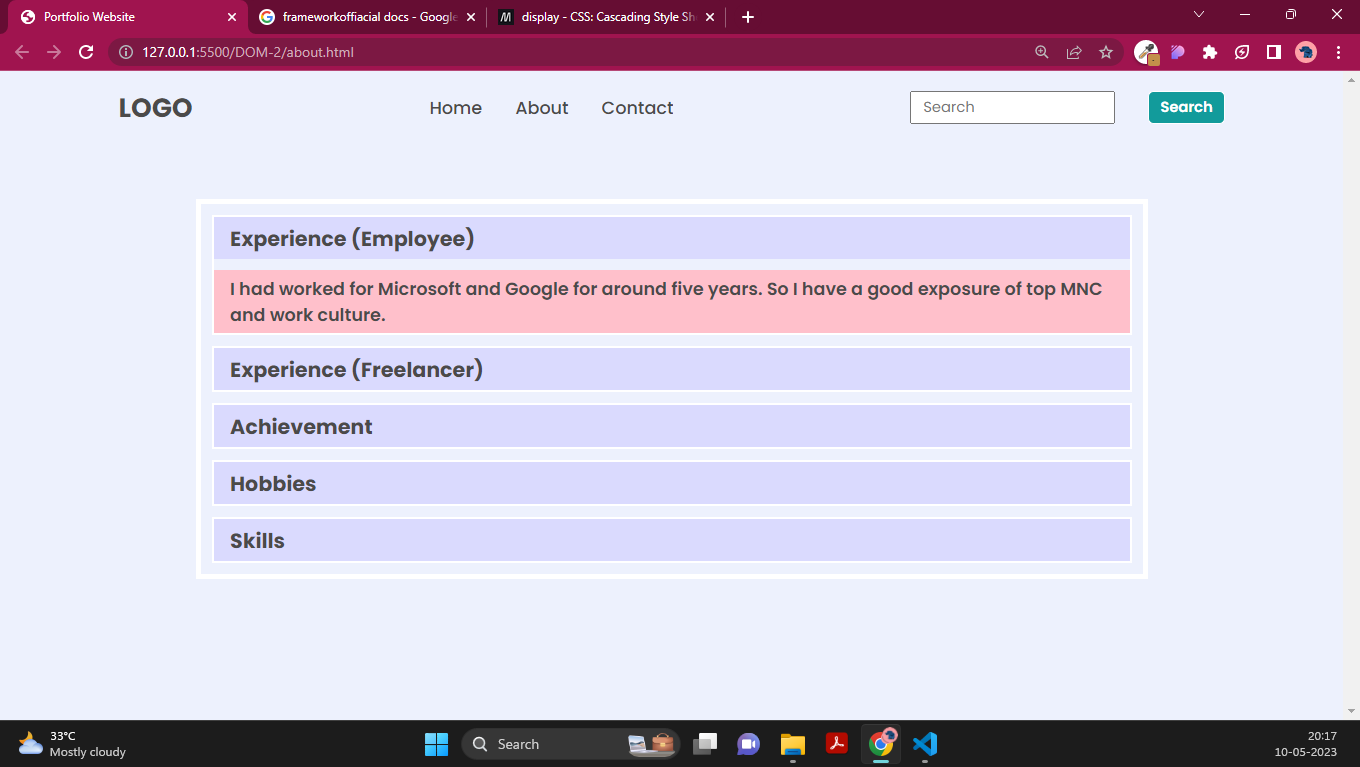 Portfolio Website
frameworkoffiacial docs - Google
display - CSS: Cascading Style Sh
127.0.0.1:5500/DOM-2/about.html
LOGO
Home About Contact
Search
Search
Experience (Employee)
I had worked for Microsoft and Google for around five years. So I have a good exposure of top MNC
and work culture.
Experience (Freelancer)
Achievement
Hobbies
Skills
33°C
Mostly cloudy
Search
20:17
10-05-2023